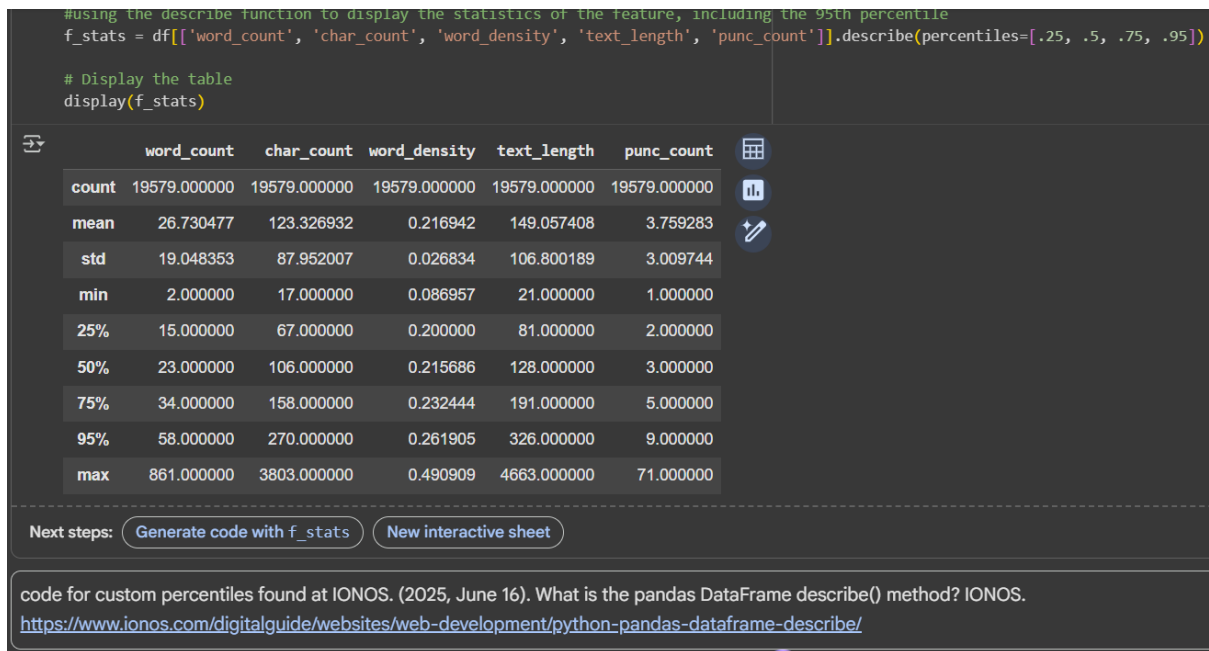 #using the describe function to display the statistics of the feature, including the 95th percentile
f_stats = df[['word_count', 'char_count', 'word_density', 'text_length', 'punc_count']].describe(percentiles=[.25, .5, .75, .95])
# Display the table
display(f_stats)
word_count char_count word_density text_length punc_count
count 19579.000000 19579.000000 19579.000000 19579.000000 19579.000000
mean 26.730477 123.326932 0.216942 149.057408 3.759283
std 19.048353 87.952007 0.026834 106.800189 3.009744
min 2.000000 17.000000 0.086957 21.000000 1.000000
25% 15.000000 67.000000 0.200000 81.000000 2.000000
50% 23.000000 106.000000 0.215686 128.000000 3.000000
75% 34.000000 158.000000 0.232444 191.000000 5.000000
95% 58.000000 270.000000 0.261905 326.000000 9.000000
max 861.000000 3803.000000 0.490909 4663.000000 71.000000
Next steps: Generate code with f_stats New interactive sheet
code for custom percentiles found at IONOS. (2025, June 16). What is the pandas DataFrame describe() method? IONOS.
https://www.ionos.com/digitalguide/websites/web-development/python-pandas-dataframe-describe/